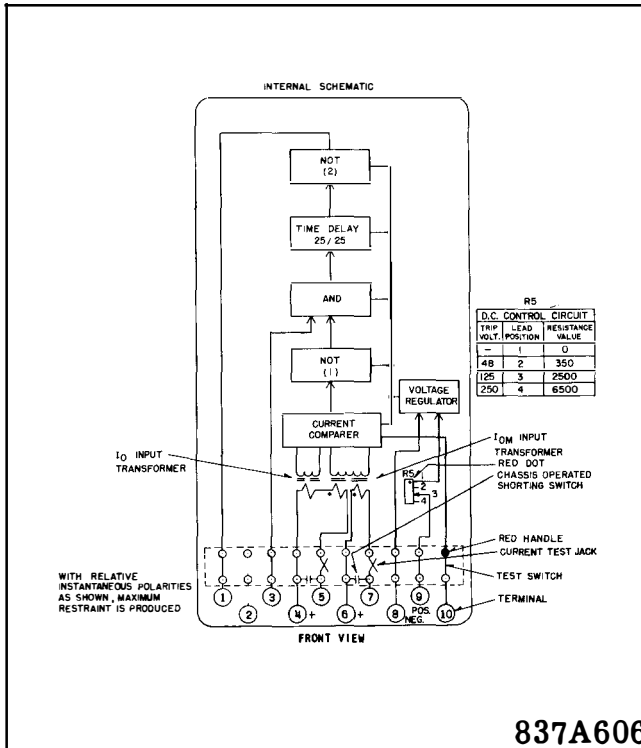 INTERNAL SCHEMATIC
NOT
(2)
TIME DELAY
25/25
AND
NOT
(1)
CURRENT
COMPARER
VOLTAGE
REGULATOR
R5
D.C. CONTROL CIRCUIT
TRIP VOLT. LEAD POSITION RESISTANCE VALUE
- 1 0
48 2 350
125 3 2500
250 4 6500
IO INPUT
TRANSFORMER
IOM INPUT
TRANSFORMER
RED DOT
CHASSIS OPERATED
SHORTING SWITCH
R5
1
2
3
4
RED HANDLE
CURRENT TEST JACK
TEST SWITCH
TERMINAL
WITH RELATIVE
INSTANTANEOUS POLARITIES
AS SHOWN, MAXIMUM
RESTRAINT IS PRODUCED
1 3 5 7 9
2 4 + 6 + 8 NEG. POS. 10
FRONT VIEW
837A606